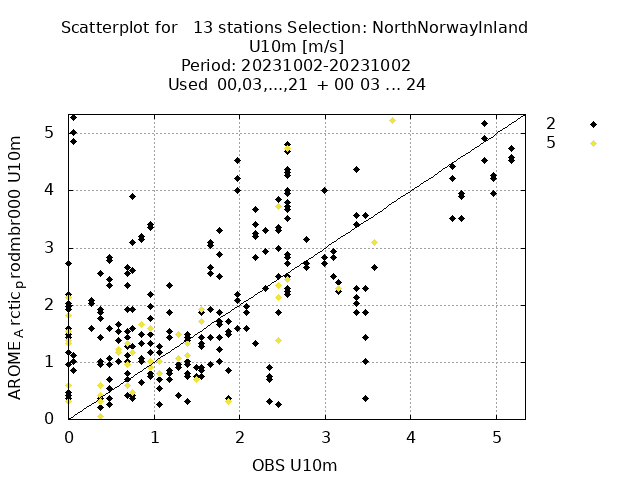 Scatterplot for 13 stations Selection: NorthNorwayInland
U10m [m/s]
Period: 20231002-20231002
Used 00,03,...,21 + 00 03 ... 24
2
5
AROME_Arctic_prodmbr000 U10m
5
4
3
2
1
0
0 1 2 3 4 5
OBS U10m